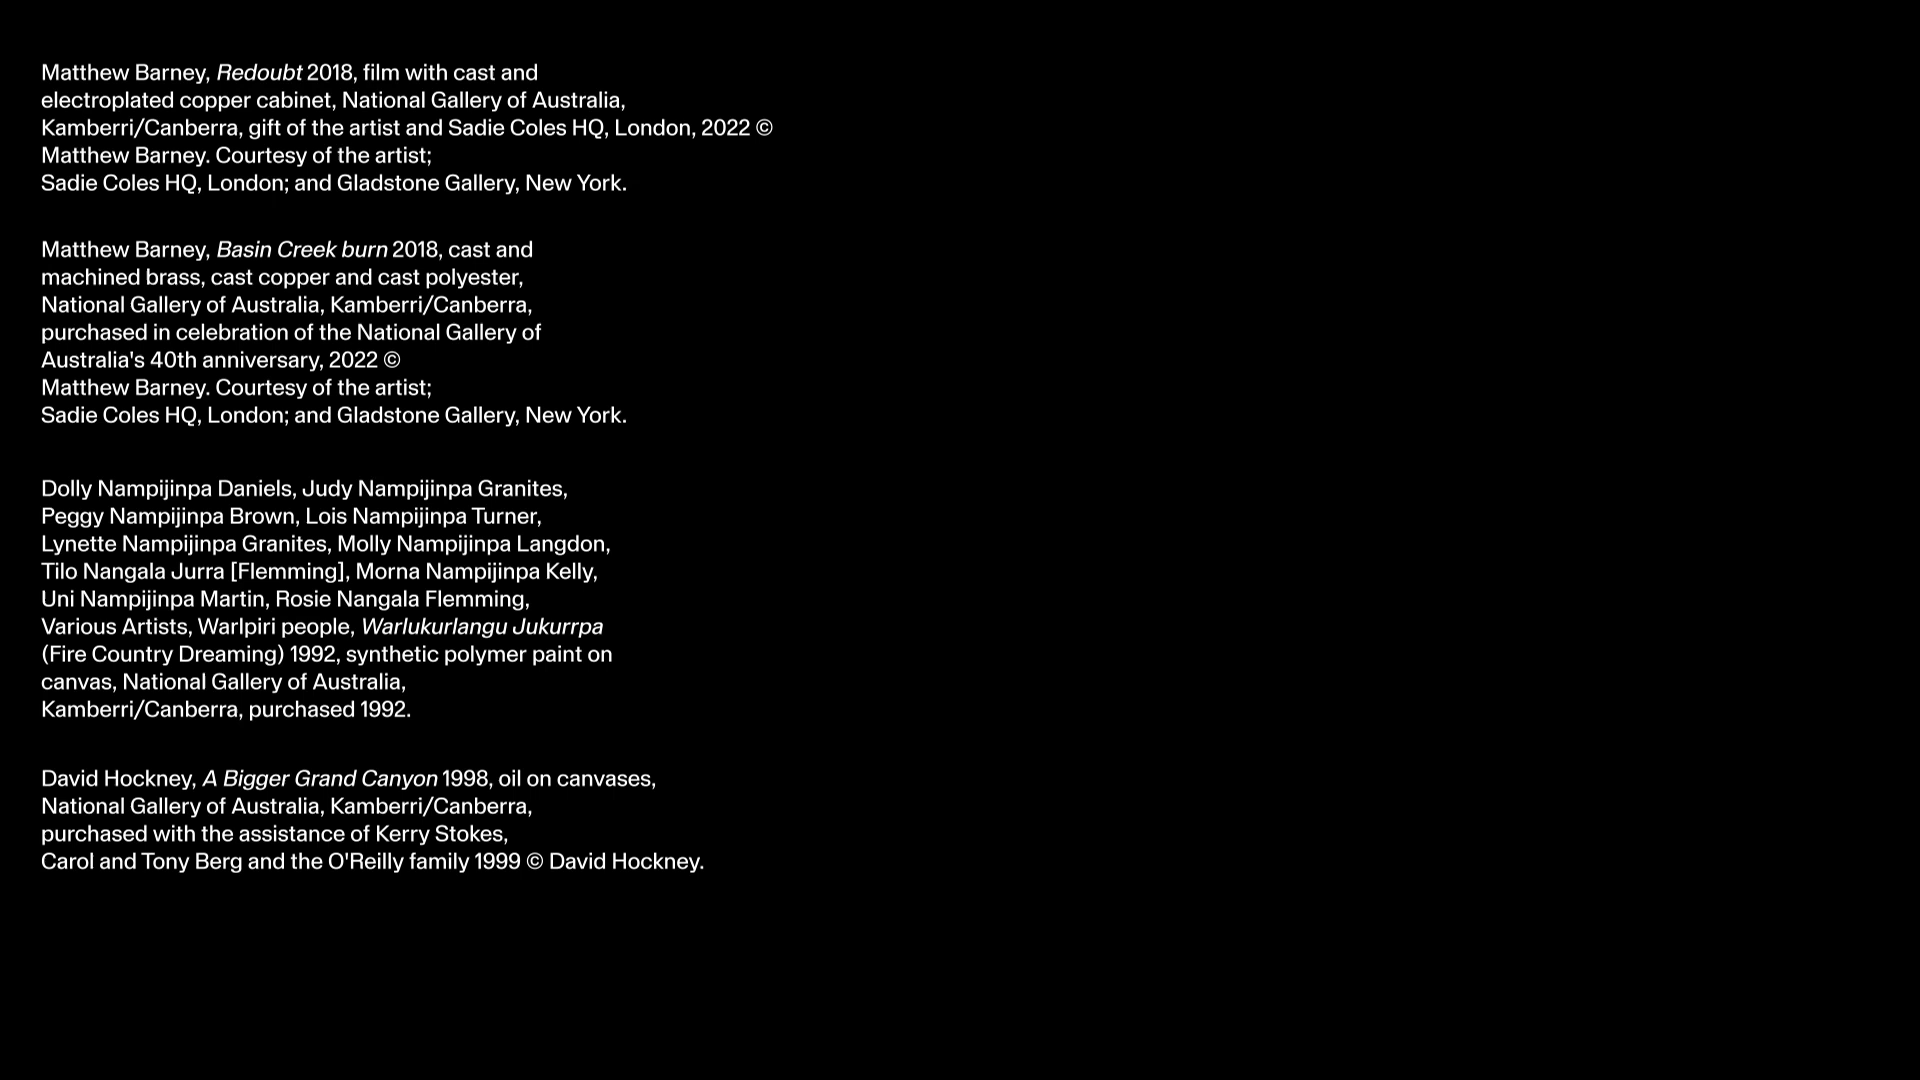 Matthew Barney, Redoubt 2018, film with cast and
electroplated copper cabinet, National Gallery of Australia,
Kamberri/Canberra, gift of the artist and Sadie Coles HQ, London, 2022 ©
Matthew Barney. Courtesy of the artist;
Sadie Coles HQ, London; and Gladstone Gallery, New York.
Matthew Barney, Basin Creek burn 2018, cast and
machined brass, cast copper and cast polyester,
National Gallery of Australia, Kamberri/Canberra,
purchased in celebration of the National Gallery of
Australia's 40th anniversary, 2022 ©
Matthew Barney. Courtesy of the artist;
Sadie Coles HQ, London; and Gladstone Gallery, New York.
Dolly Nampijinpa Daniels, Judy Nampijinpa Granites,
Peggy Nampijinpa Brown, Lois Nampijinpa Turner,
Lynette Nampijinpa Granites, Molly Nampijinpa Langdon,
Tilo Nangala Jurra [Flemming], Morna Nampijinpa Kelly,
Uni Nampijinpa Martin, Rosie Nangala Flemming,
Various Artists, Warlpiri people, Warlukurlangu Jukurrpa
(Fire Country Dreaming) 1992, synthetic polymer paint on
canvas, National Gallery of Australia,
Kamberri/Canberra, purchased 1992.
David Hockney, A Bigger Grand Canyon 1998, oil on canvases,
National Gallery of Australia, Kamberri/Canberra,
purchased with the assistance of Kerry Stokes,
Carol and Tony Berg and the O'Reilly family 1999 © David Hockney.